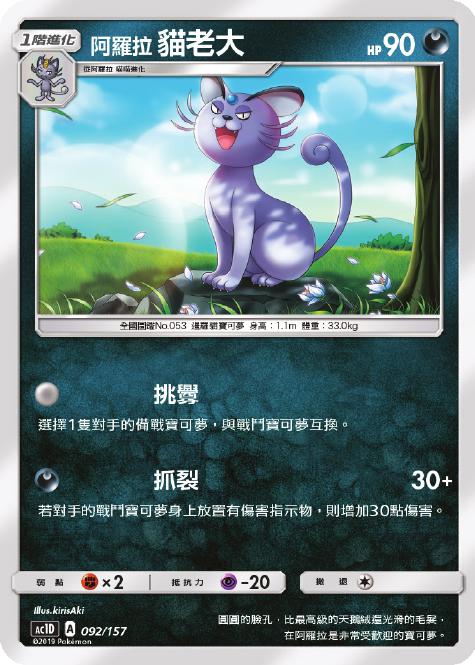 1階進化
阿羅拉 貓老大
HP 90
從阿羅拉 喵喵進化
全國圖鑑No.053 暹羅貓寶可夢 身高：1.1m 體重：33.0kg
挑釁
選擇1隻對手的備戰寶可夢，與戰鬥寶可夢互換。
抓裂 30+
若對手的戰鬥寶可夢身上放置有傷害指示物，則增加30點傷害。
弱點 ×2 抵抗力 -20 撤退
Illus.kirisAki
AC1D A 092/157
©2019 Pokémon
圓圓的臉孔，比最高級的天鵝絨還光滑的毛髮，
在阿羅拉是非常受歡迎的寶可夢。